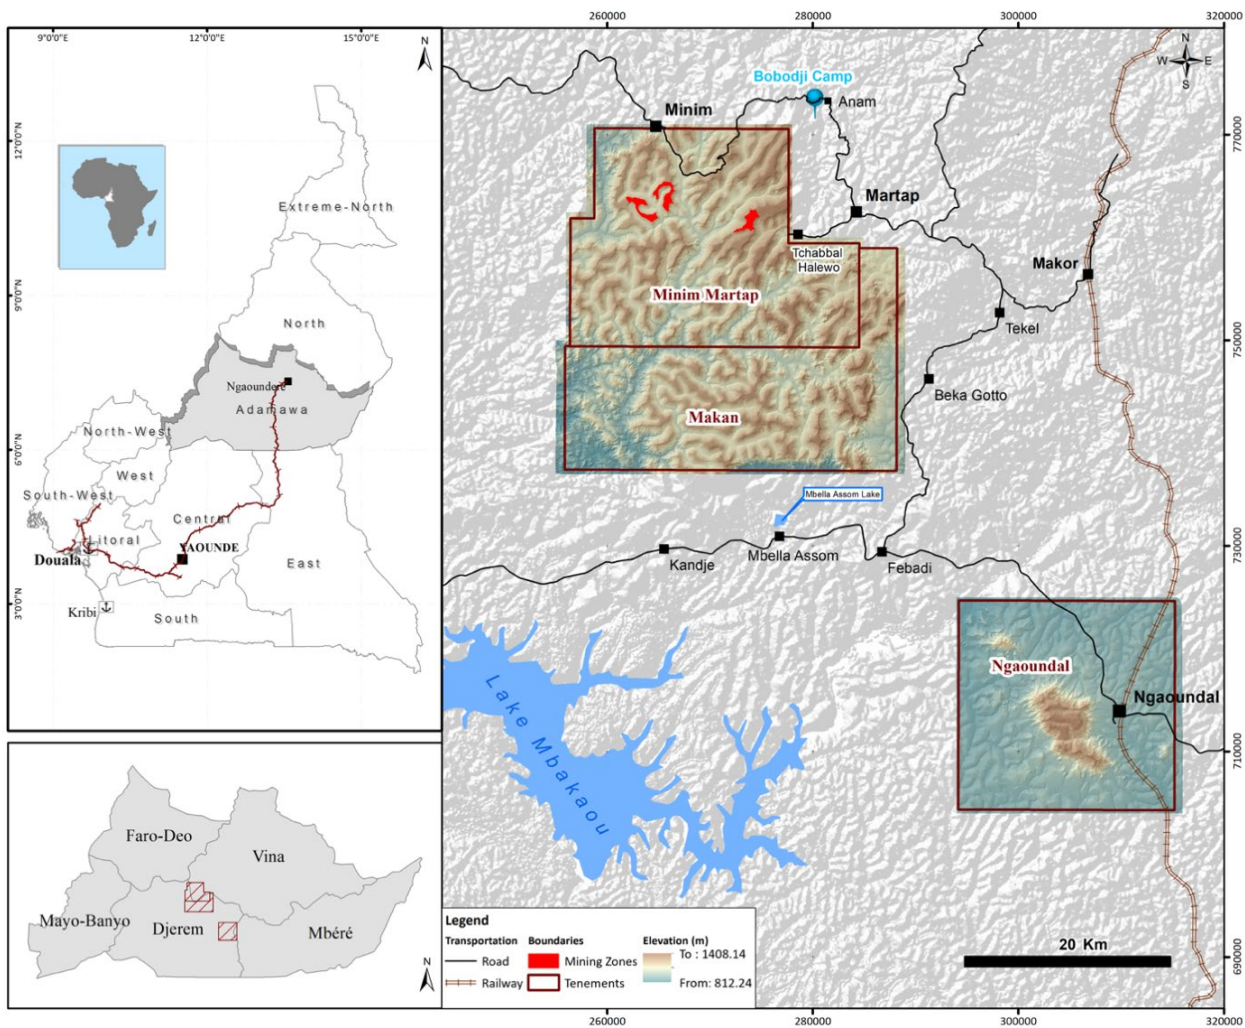 9°0'0"E
12°0'0"E
15°0'0"E
N
12°0'0"N
9°0'0"N
6°0'0"N
3°0'0"N
Extreme-North
North
Ngaoundere
Adamawa
North-West
West
South-West
Central
Litoral
Douala
YAOUNDE
East
Kribi
South
Faro-Deo
Vina
Mayo-Banyo
Djerem
Mbéré
N
260000
280000
300000
320000
N
W
E
S
Bobodji Camp
Anam
Minim
Martap
Tchabbal
Halewo
Makor
Minim Martap
Tekel
Beka Gotto
Makan
Mbella Assom Lake
Kandje
Mbella Assom
Febadi
Ngaoundal
Ngaoundal
Lake Mbakaou
770000
750000
730000
710000
690000
Legend
Transportation
Road
Railway
Boundaries
Mining Zones
Tenements
Elevation (m)
To : 1408.14
From: 812.24
20 Km
260000
280000
300000
320000